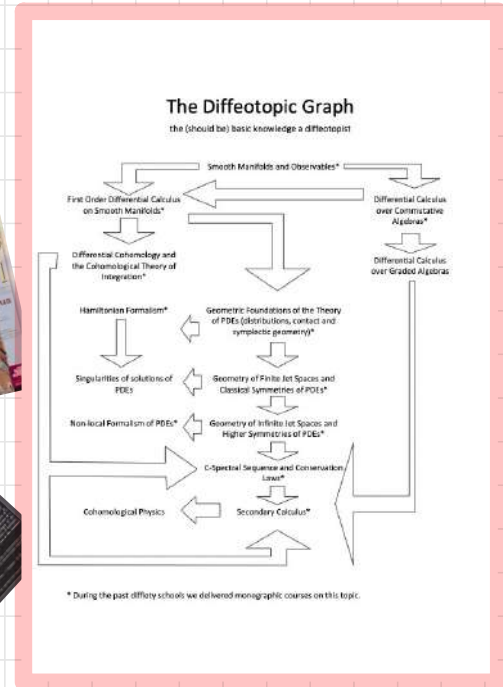 The Diffeotopic Graph
the (should be) basic knowledge a diffeotopist
Smooth Manifolds and Observables*
First Order Differential Calculus
on Smooth Manifolds*
Differential Calculus
over Commutative
Algebras*
Differential Cohomology and
the Cohomological Theory of
Integration*
Differential Calculus
over Graded Algebras
Hamiltonian Formalism*
Geometric Foundations of the Theory
of PDEs (distributions, contact and
symplectic geometry)*
Singularities of solutions of
PDEs
Geometry of Finite Jet Spaces and
Classical Symmetries of PDEs*
Non-local Formalism of PDEs*
Geometry of Infinite Jet Spaces and
Higher Symmetries of PDEs*
C-Spectral Sequence and Conservation
Laws*
Cohomological Physics
Secondary Calculus*
* During the past diffiety schools we delivered monographic courses on this topic.